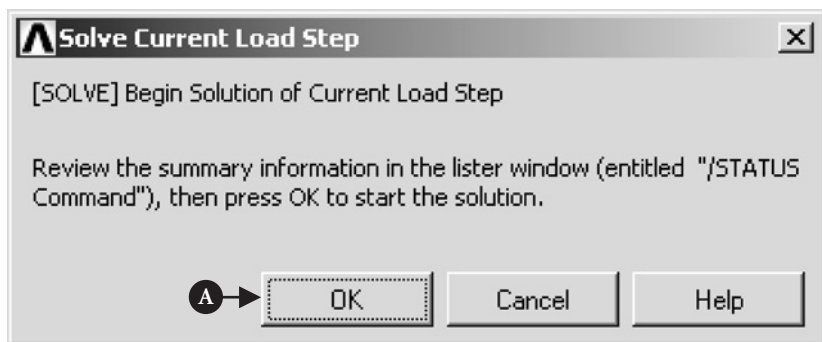 Solve Current Load Step
[SOLVE] Begin Solution of Current Load Step
Review the summary information in the lister window (entitled "/STATUS
Command"), then press OK to start the solution.
A OK Cancel Help